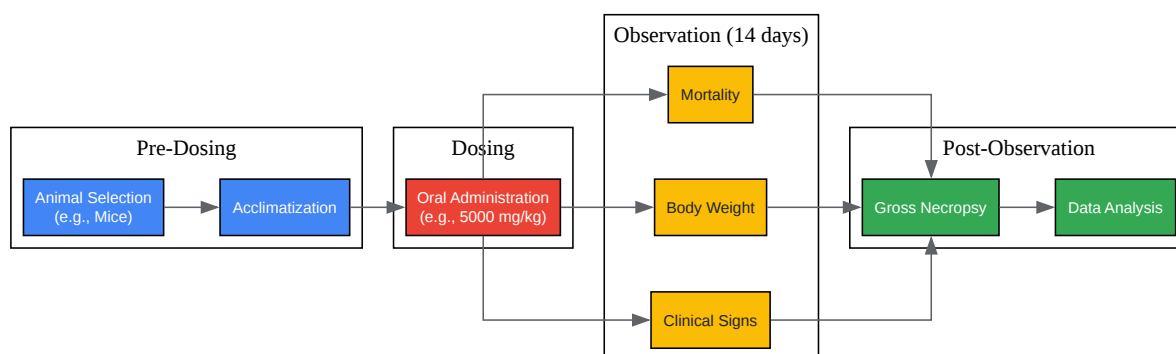 Pre-Dosing
Animal Selection
(e.g., Mice)
Acclimatization
Dosing
Oral Administration
(e.g., 5000 mg/kg)
Observation (14 days)
Mortality
Body Weight
Clinical Signs
Post-Observation
Gross Necropsy
Data Analysis